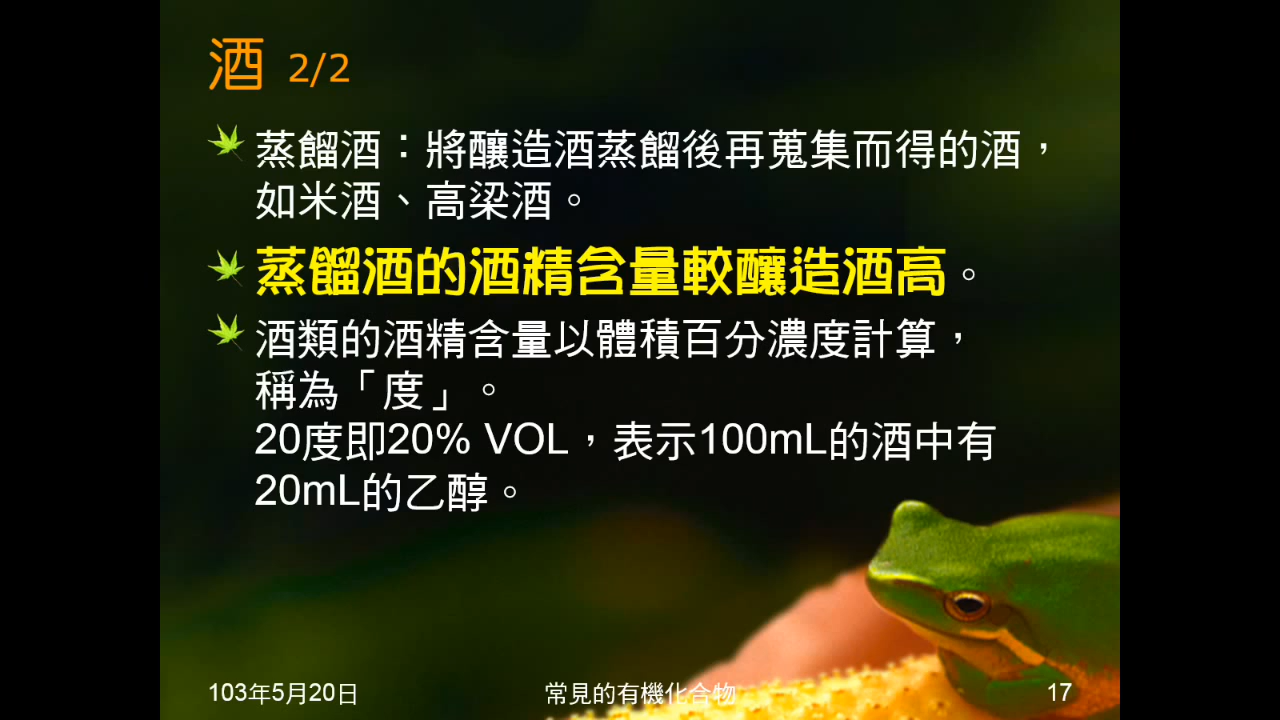 酒 2/2
蒸餾酒：將釀造酒蒸餾後再蒐集而得的酒，
如米酒、高梁酒。
蒸餾酒的酒精含量較釀造酒高。
酒類的酒精含量以體積百分濃度計算，
稱為「度」。
20度即20% VOL，表示100mL的酒中有
20mL的乙醇。
103年5月20日
常見的有機化合物
17